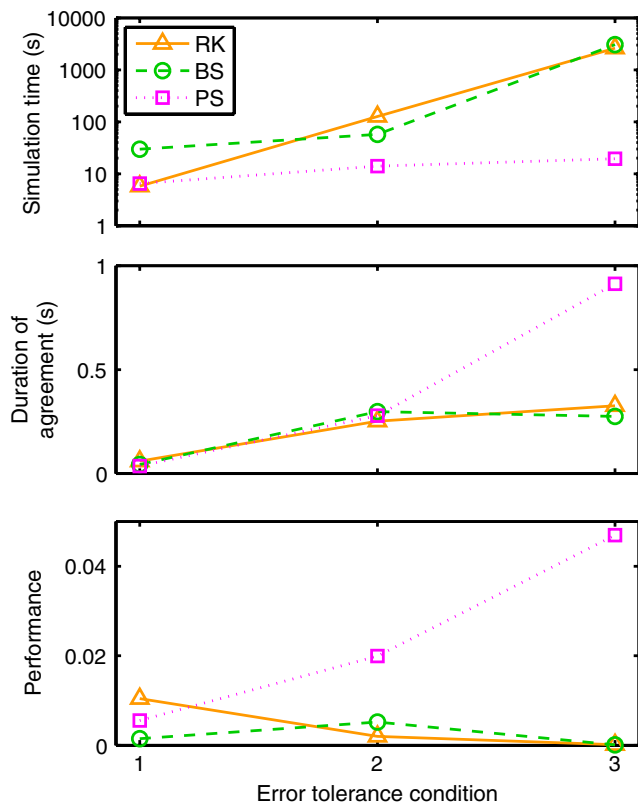 10000
1000
100
10
1
Simulation time (s)
RK
BS
PS
1
0.5
0
Duration of
agreement (s)
0.04
0.02
0
Performance
1
2
3
Error tolerance condition